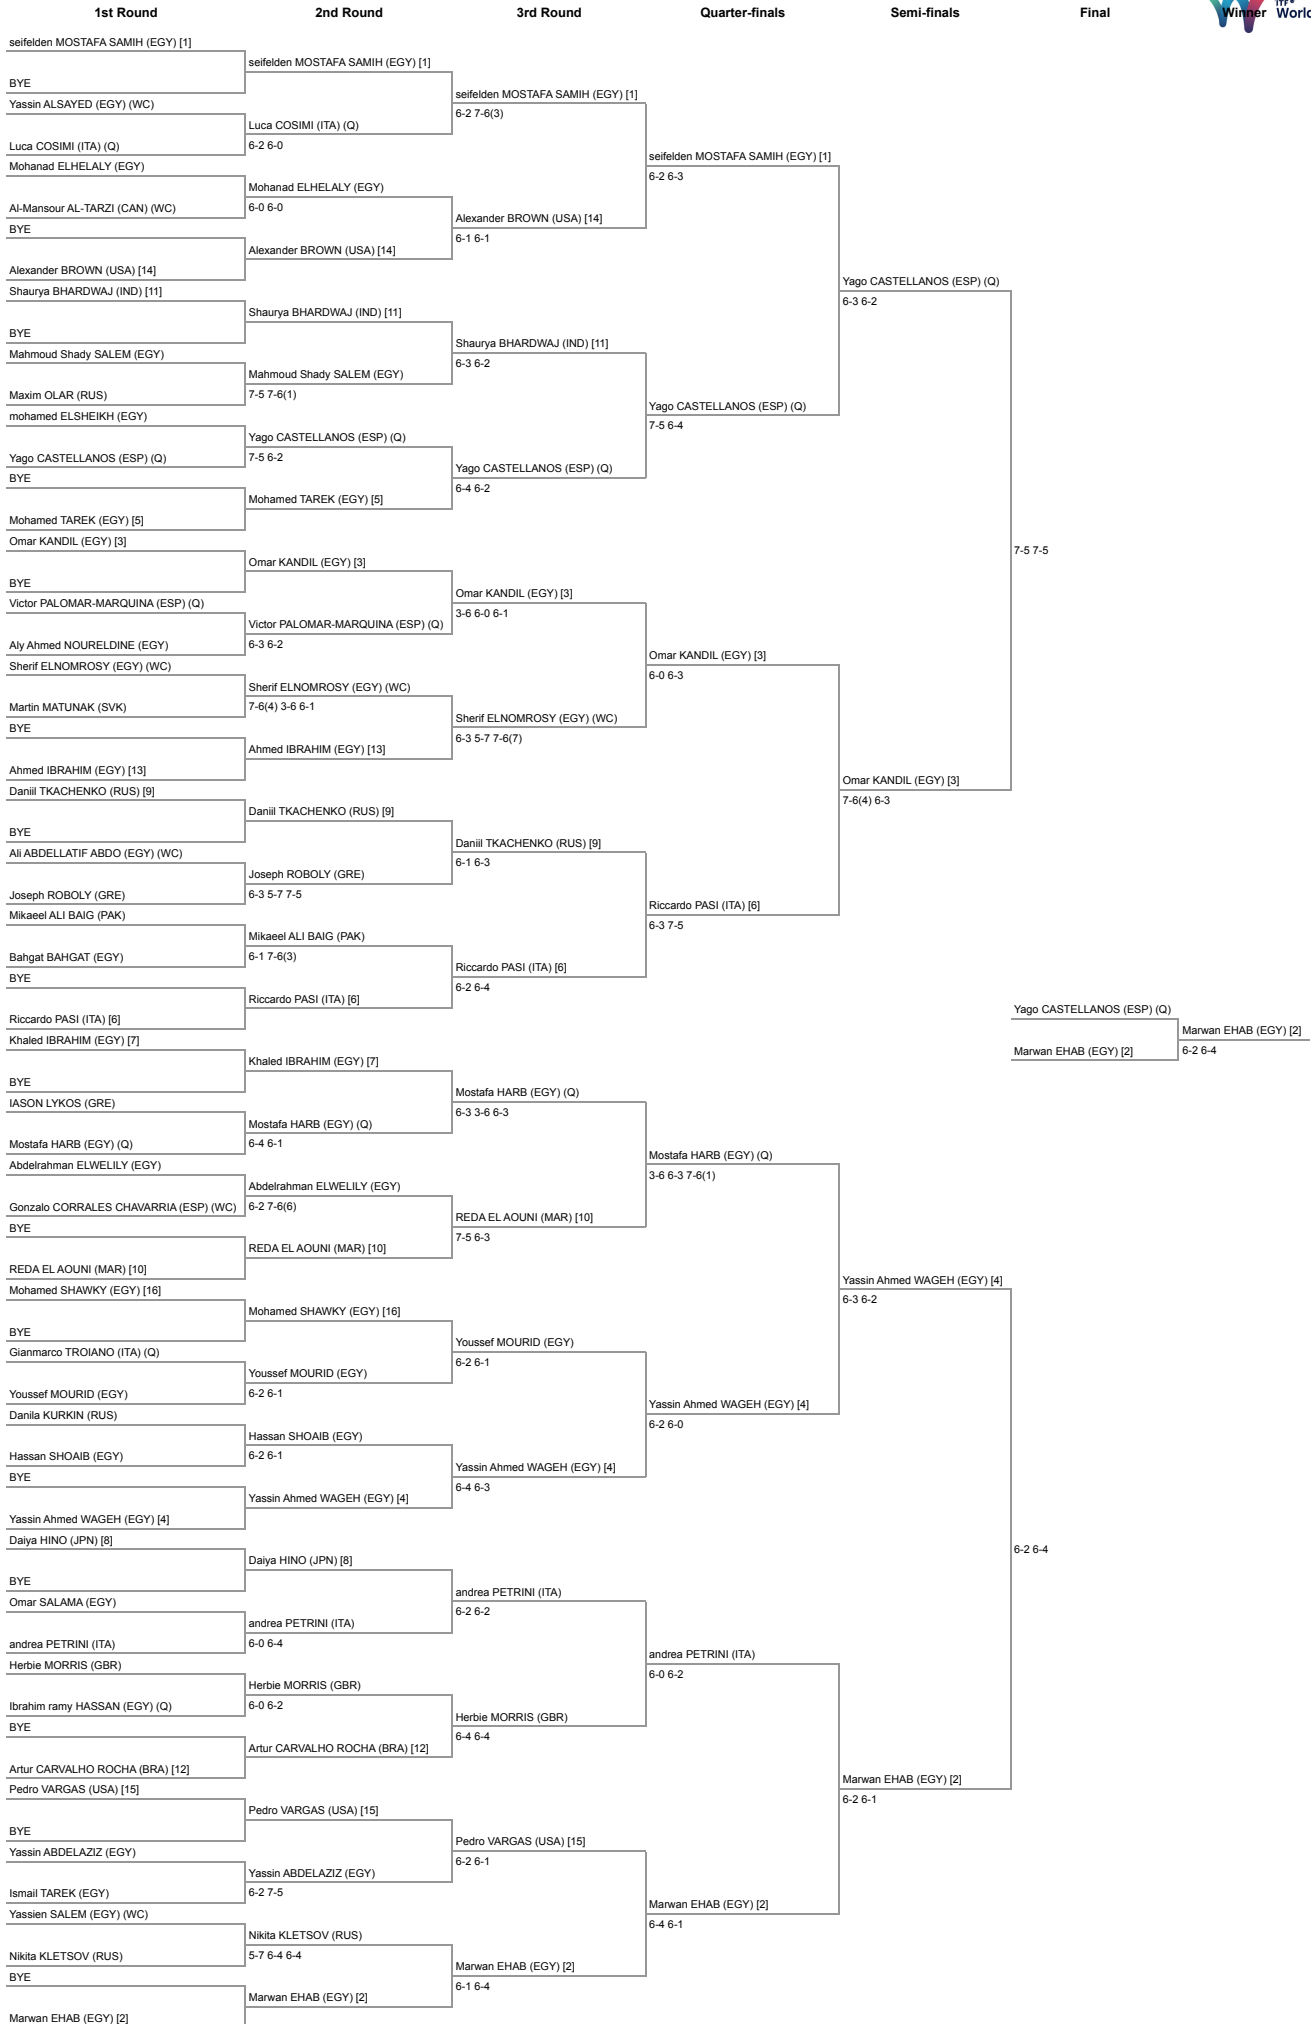 1st Round
2nd Round
3rd Round
Quarter-finals
Semi-finals
Final
Winner
ITF
World
seifelden MOSTAFA SAMIH (EGY) [1]
BYE
Yassin ALSAYED (EGY) (WC)
Luca COSIMI (ITA) (Q)
Mohanad ELHELALY (EGY)
Al-Mansour AL-TARZI (CAN) (WC)
BYE
Alexander BROWN (USA) [14]
Shaurya BHARDWAJ (IND) [11]
BYE
Mahmoud Shady SALEM (EGY)
Maxim OLAR (RUS)
mohamed ELSHEIKH (EGY)
Yago CASTELLANOS (ESP) (Q)
BYE
Mohamed TAREK (EGY) [5]
Omar KANDIL (EGY) [3]
BYE
Victor PALOMAR-MARQUINA (ESP) (Q)
Aly Ahmed NOURELDINE (EGY)
Sherif ELNOMROSY (EGY) (WC)
Martin MATUNAK (SVK)
BYE
Ahmed IBRAHIM (EGY) [13]
Daniil TKACHENKO (RUS) [9]
BYE
Ali ABDELLATIF ABDO (EGY) (WC)
Joseph ROBOLY (GRE)
Mikaeel ALI BAIG (PAK)
Bahgat BAHGAT (EGY)
BYE
Riccardo PASI (ITA) [6]
Khaled IBRAHIM (EGY) [7]
BYE
IASON LYKOS (GRE)
Mostafa HARB (EGY) (Q)
Abdelrahman ELWELILY (EGY)
Gonzalo CORRALES CHAVARRIA (ESP) (WC)
BYE
REDA EL AOUNI (MAR) [10]
Mohamed SHAWKY (EGY) [16]
BYE
Gianmarco TROIANO (ITA) (Q)
Youssef MOURID (EGY)
Danila KURKIN (RUS)
Hassan SHOAIB (EGY)
BYE
Yassin Ahmed WAGEH (EGY) [4]
Daiya HINO (JPN) [8]
BYE
Omar SALAMA (EGY)
andrea PETRINI (ITA)
Herbie MORRIS (GBR)
Ibrahim ramy HASSAN (EGY) (Q)
BYE
Artur CARVALHO ROCHA (BRA) [12]
Pedro VARGAS (USA) [15]
BYE
Yassin ABDELAZIZ (EGY)
Ismail TAREK (EGY)
Yassien SALEM (EGY) (WC)
Nikita KLETSOV (RUS)
BYE
Marwan EHAB (EGY) [2]
seifelden MOSTAFA SAMIH (EGY) [1]
Luca COSIMI (ITA) (Q)
6-2 6-0
Mohanad ELHELALY (EGY)
6-0 6-0
Alexander BROWN (USA) [14]
Shaurya BHARDWAJ (IND) [11]
Mahmoud Shady SALEM (EGY)
7-5 7-6(1)
Yago CASTELLANOS (ESP) (Q)
7-5 6-2
Mohamed TAREK (EGY) [5]
Omar KANDIL (EGY) [3]
Victor PALOMAR-MARQUINA (ESP) (Q)
6-3 6-2
Sherif ELNOMROSY (EGY) (WC)
7-6(4) 3-6 6-1
Ahmed IBRAHIM (EGY) [13]
Daniil TKACHENKO (RUS) [9]
Joseph ROBOLY (GRE)
6-3 5-7 7-5
Mikaeel ALI BAIG (PAK)
6-1 7-6(3)
Riccardo PASI (ITA) [6]
Khaled IBRAHIM (EGY) [7]
Mostafa HARB (EGY) (Q)
6-4 6-1
Abdelrahman ELWELILY (EGY)
6-2 7-6(6)
REDA EL AOUNI (MAR) [10]
Mohamed SHAWKY (EGY) [16]
Youssef MOURID (EGY)
6-2 6-1
Hassan SHOAIB (EGY)
6-2 6-1
Yassin Ahmed WAGEH (EGY) [4]
Daiya HINO (JPN) [8]
andrea PETRINI (ITA)
6-0 6-4
Herbie MORRIS (GBR)
6-0 6-2
Artur CARVALHO ROCHA (BRA) [12]
Pedro VARGAS (USA) [15]
Yassin ABDELAZIZ (EGY)
6-2 7-5
Nikita KLETSOV (RUS)
5-7 6-4 6-4
Marwan EHAB (EGY) [2]
seifelden MOSTAFA SAMIH (EGY) [1]
6-2 7-6(3)
Alexander BROWN (USA) [14]
6-1 6-1
Shaurya BHARDWAJ (IND) [11]
6-3 6-2
Yago CASTELLANOS (ESP) (Q)
6-4 6-2
Omar KANDIL (EGY) [3]
3-6 6-0 6-1
Sherif ELNOMROSY (EGY) (WC)
6-3 5-7 7-6(7)
Daniil TKACHENKO (RUS) [9]
6-1 6-3
Riccardo PASI (ITA) [6]
6-2 6-4
Mostafa HARB (EGY) (Q)
6-3 3-6 6-3
REDA EL AOUNI (MAR) [10]
7-5 6-3
Youssef MOURID (EGY)
6-2 6-1
Yassin Ahmed WAGEH (EGY) [4]
6-4 6-3
andrea PETRINI (ITA)
6-2 6-2
Herbie MORRIS (GBR)
6-4 6-4
Pedro VARGAS (USA) [15]
6-2 6-1
Marwan EHAB (EGY) [2]
6-1 6-4
seifelden MOSTAFA SAMIH (EGY) [1]
6-2 6-3
Yago CASTELLANOS (ESP) (Q)
7-5 6-4
Omar KANDIL (EGY) [3]
6-0 6-3
Riccardo PASI (ITA) [6]
6-3 7-5
Mostafa HARB (EGY) (Q)
3-6 6-3 7-6(1)
Yassin Ahmed WAGEH (EGY) [4]
6-2 6-0
andrea PETRINI (ITA)
6-0 6-2
Marwan EHAB (EGY) [2]
6-4 6-1
Yago CASTELLANOS (ESP) (Q)
6-3 6-2
Omar KANDIL (EGY) [3]
7-6(4) 6-3
Yassin Ahmed WAGEH (EGY) [4]
6-3 6-2
Marwan EHAB (EGY) [2]
6-2 6-1
7-5 7-5
Yago CASTELLANOS (ESP) (Q)
Marwan EHAB (EGY) [2]
6-2 6-4
Marwan EHAB (EGY) [2]
6-2 6-4